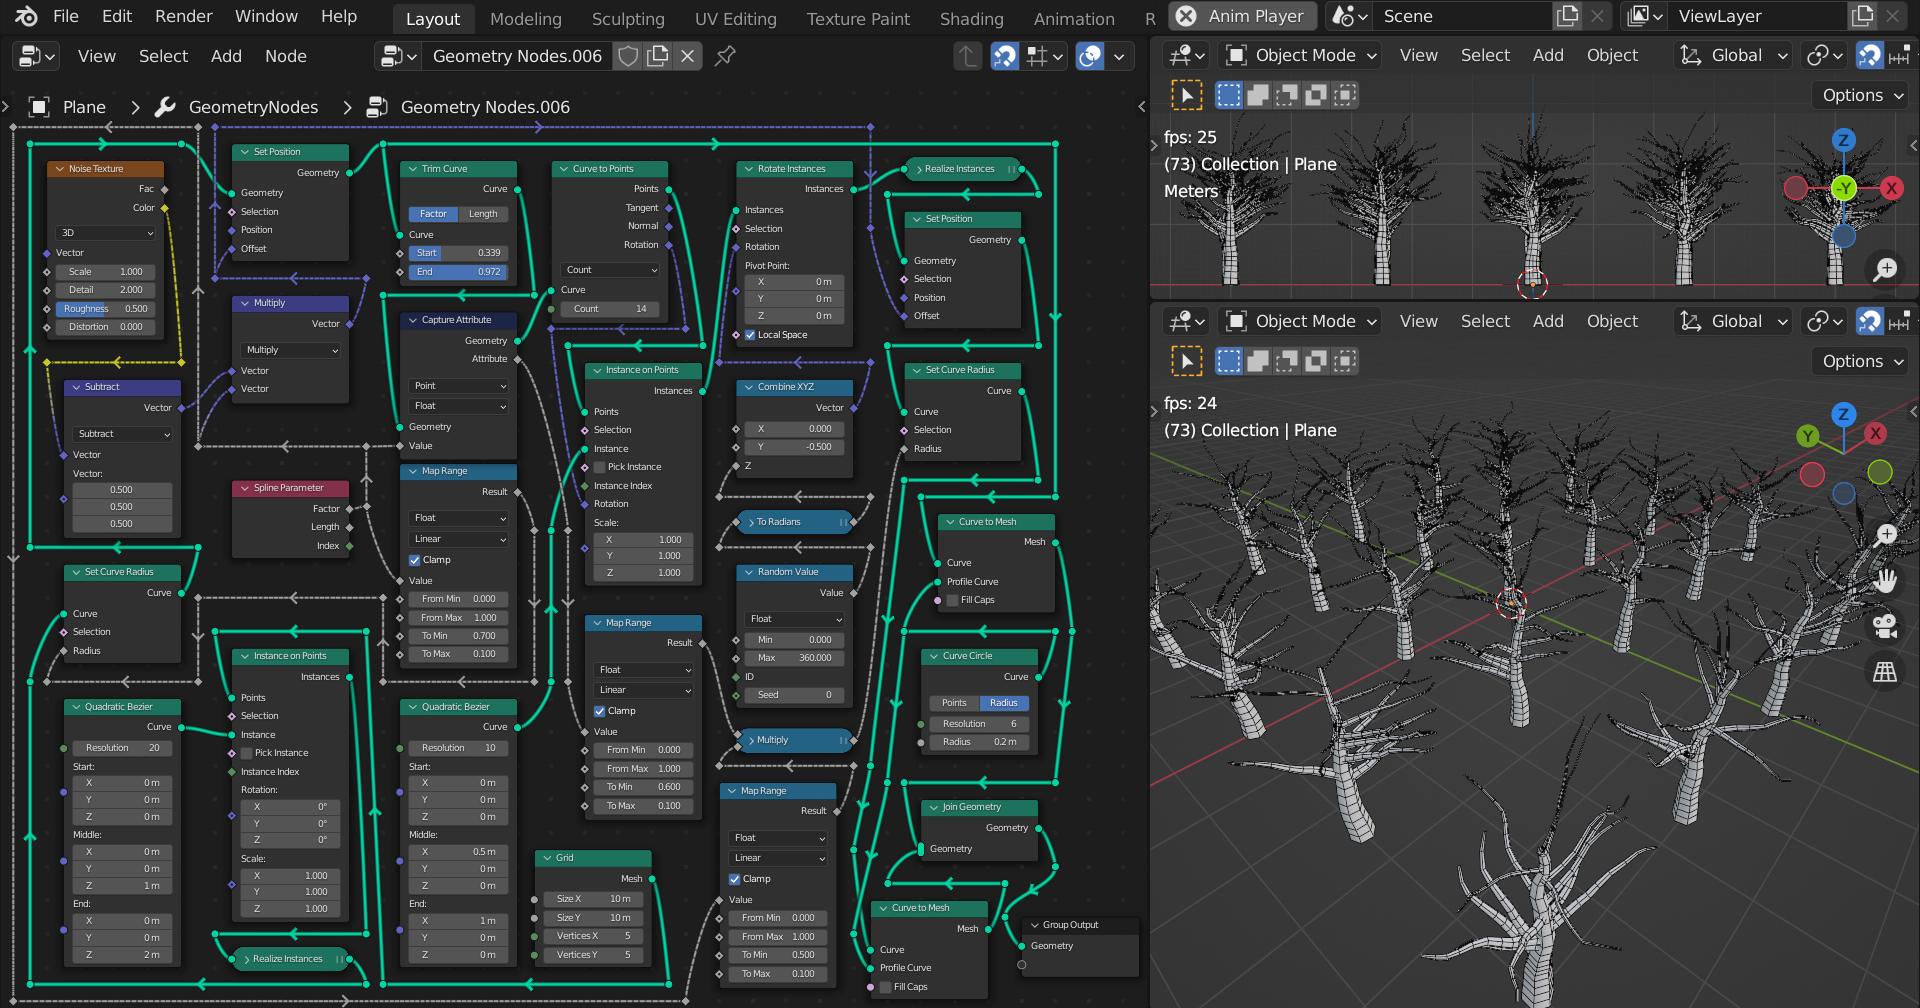 File Edit Render Window Help
Layout Modeling Sculpting UV Editing Texture Paint Shading Animation R
Anim Player
Scene
ViewLayer
View Select Add Node
Geometry Nodes.006
Plane > GeometryNodes > Geometry Nodes.006
Noise Texture
Fac
Color
3D
Vector
Scale 1.000
Detail 2.000
Roughness 0.500
Distortion 0.000
Subtract
Vector
Subtract
Vector
Vector:
0.500
0.500
0.500
Set Curve Radius
Curve
Curve
Selection
Radius
Quadratic Bezier
Curve
Resolution 20
Start:
X 0 m
Y 0 m
Z 0 m
Middle:
X 0 m
Y 0 m
Z 1 m
End:
X 0 m
Y 0 m
Z 2 m
Set Position
Geometry
Geometry
Selection
Position
Offset
Multiply
Vector
Multiply
Vector
Vector
Spline Parameter
Factor
Length
Index
Instance on Points
Instances
Points
Selection
Instance
Pick Instance
Instance Index
Rotation:
X 0°
Y 0°
Z 0°
Scale:
X 1.000
Y 1.000
Z 1.000
Realize Instances
Trim Curve
Curve
Factor Length
Curve
Start 0.339
End 0.972
Capture Attribute
Geometry
Attribute
Point
Float
Geometry
Value
Map Range
Result
Float
Linear
Clamp
Value
From Min 0.000
From Max 1.000
To Min 0.700
To Max 0.100
Quadratic Bezier
Curve
Resolution 10
Start:
X 0 m
Y 0 m
Z 0 m
Middle:
X 0.5 m
Y 0 m
Z 0 m
End:
X 1 m
Y 0 m
Z 0 m
Curve to Points
Points
Tangent
Normal
Rotation
Count
Curve
Count 14
Instance on Points
Instances
Points
Selection
Instance
Pick Instance
Instance Index
Rotation
Scale:
X 1.000
Y 1.000
Z 1.000
Map Range
Result
Float
Linear
Clamp
Value
From Min 0.000
From Max 1.000
To Min 0.600
To Max 0.100
Grid
Mesh
Size X 10 m
Size Y 10 m
Vertices X 5
Vertices Y 5
Rotate Instances
Instances
Instances
Selection
Rotation
Pivot Point:
X 0 m
Y 0 m
Z 0 m
Local Space
Combine XYZ
Vector
X 0.000
Y -0.500
Z
To Radians
Random Value
Value
Float
Min 0.000
Max 360.000
ID
Seed 0
Multiply
Map Range
Result
Float
Linear
Clamp
Value
From Min 0.000
From Max 1.000
To Min 0.500
To Max 0.100
Realize Instances
Set Position
Geometry
Geometry
Selection
Position
Offset
Set Curve Radius
Curve
Curve
Selection
Radius
Curve to Mesh
Mesh
Curve
Profile Curve
Fill Caps
Curve Circle
Curve
Points Radius
Resolution 6
Radius 0.2 m
Join Geometry
Geometry
Geometry
Curve to Mesh
Mesh
Curve
Profile Curve
Fill Caps
Group Output
Geometry
Object Mode View Select Add Object Global
Options
fps: 25
(73) Collection | Plane
Meters
Z
-Y
X
Object Mode View Select Add Object Global
Options
fps: 24
(73) Collection | Plane
Z
Y
X